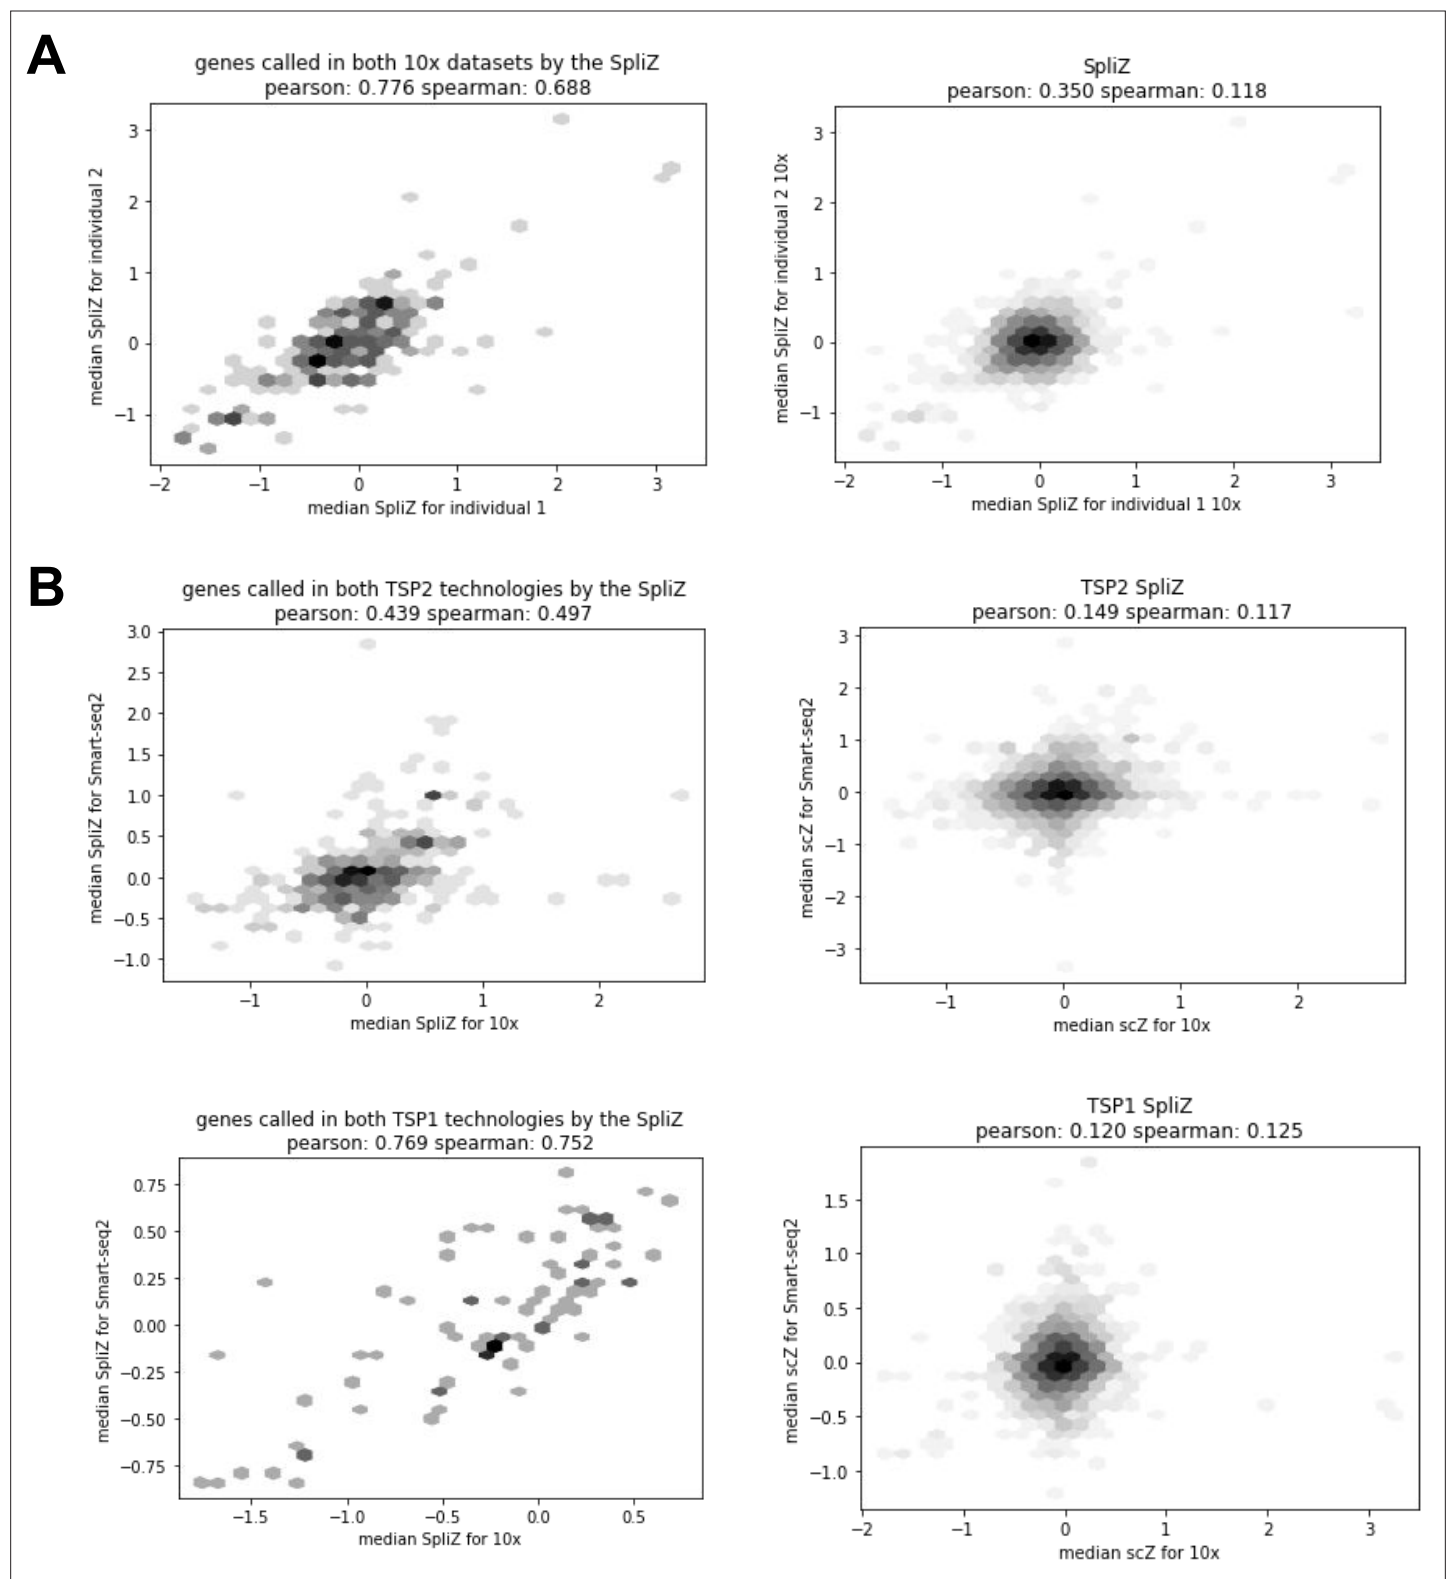 A
genes called in both 10x datasets by the SpliZ
pearson: 0.776 spearman: 0.688
median SpliZ for individual 2
3
2
1
0
−1
−2
−1
0
1
2
3
median SpliZ for individual 1
SpliZ
pearson: 0.350 spearman: 0.118
median SpliZ for individual 2 10x
3
2
1
0
−1
−2
−1
0
1
2
3
median SpliZ for individual 1 10x
B
genes called in both TSP2 technologies by the SpliZ
pearson: 0.439 spearman: 0.497
median SpliZ for Smart-seq2
3.0
2.5
2.0
1.5
1.0
0.5
0.0
−0.5
−1.0
−1
0
1
2
median SpliZ for 10x
TSP2 SpliZ
pearson: 0.149 spearman: 0.117
median scZ for Smart-seq2
3
2
1
0
−1
−2
−3
−1
0
1
2
median scZ for 10x
genes called in both TSP1 technologies by the SpliZ
pearson: 0.769 spearman: 0.752
median SpliZ for Smart-seq2
0.75
0.50
0.25
0.00
−0.25
−0.50
−0.75
−1.5
−1.0
−0.5
0.0
0.5
median SpliZ for 10x
TSP1 SpliZ
pearson: 0.120 spearman: 0.125
median scZ for Smart-seq2
1.5
1.0
0.5
0.0
−0.5
−1.0
−2
−1
0
1
2
3
median scZ for 10x